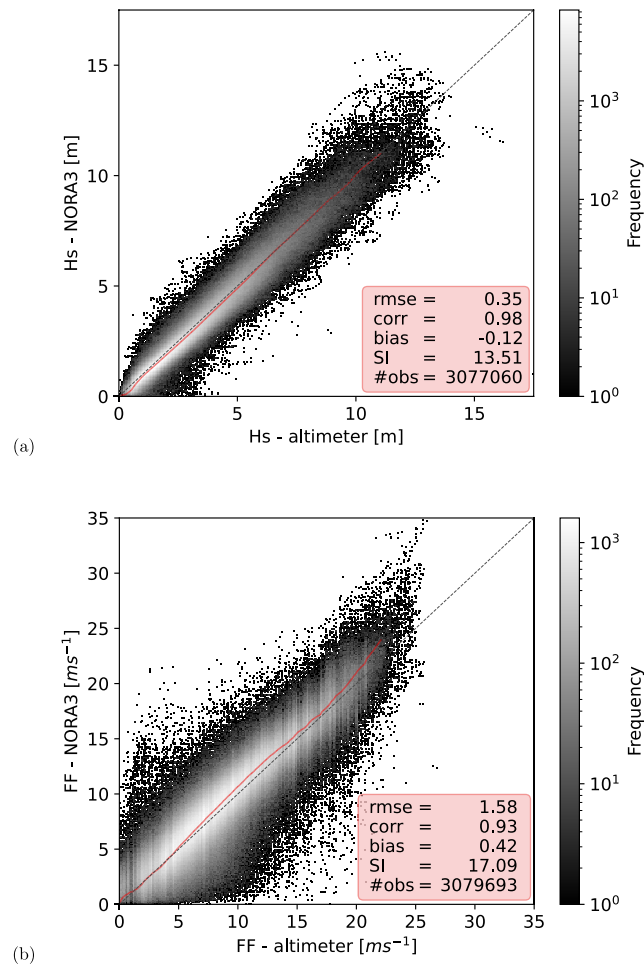 15
10
5
0
Hs - NORA3 [m]
0
5
10
15
Hs - altimeter [m]
rmse = 0.35
corr = 0.98
bias = -0.12
SI = 13.51
#obs = 3077060
10³
10²
10¹
10⁰
Frequency
(a)
35
30
25
20
15
10
5
0
FF - NORA3 [ms⁻¹]
0
5
10
15
20
25
30
35
FF - altimeter [ms⁻¹]
rmse = 1.58
corr = 0.93
bias = 0.42
SI = 17.09
#obs = 3079693
10³
10²
10¹
10⁰
Frequency
(b)